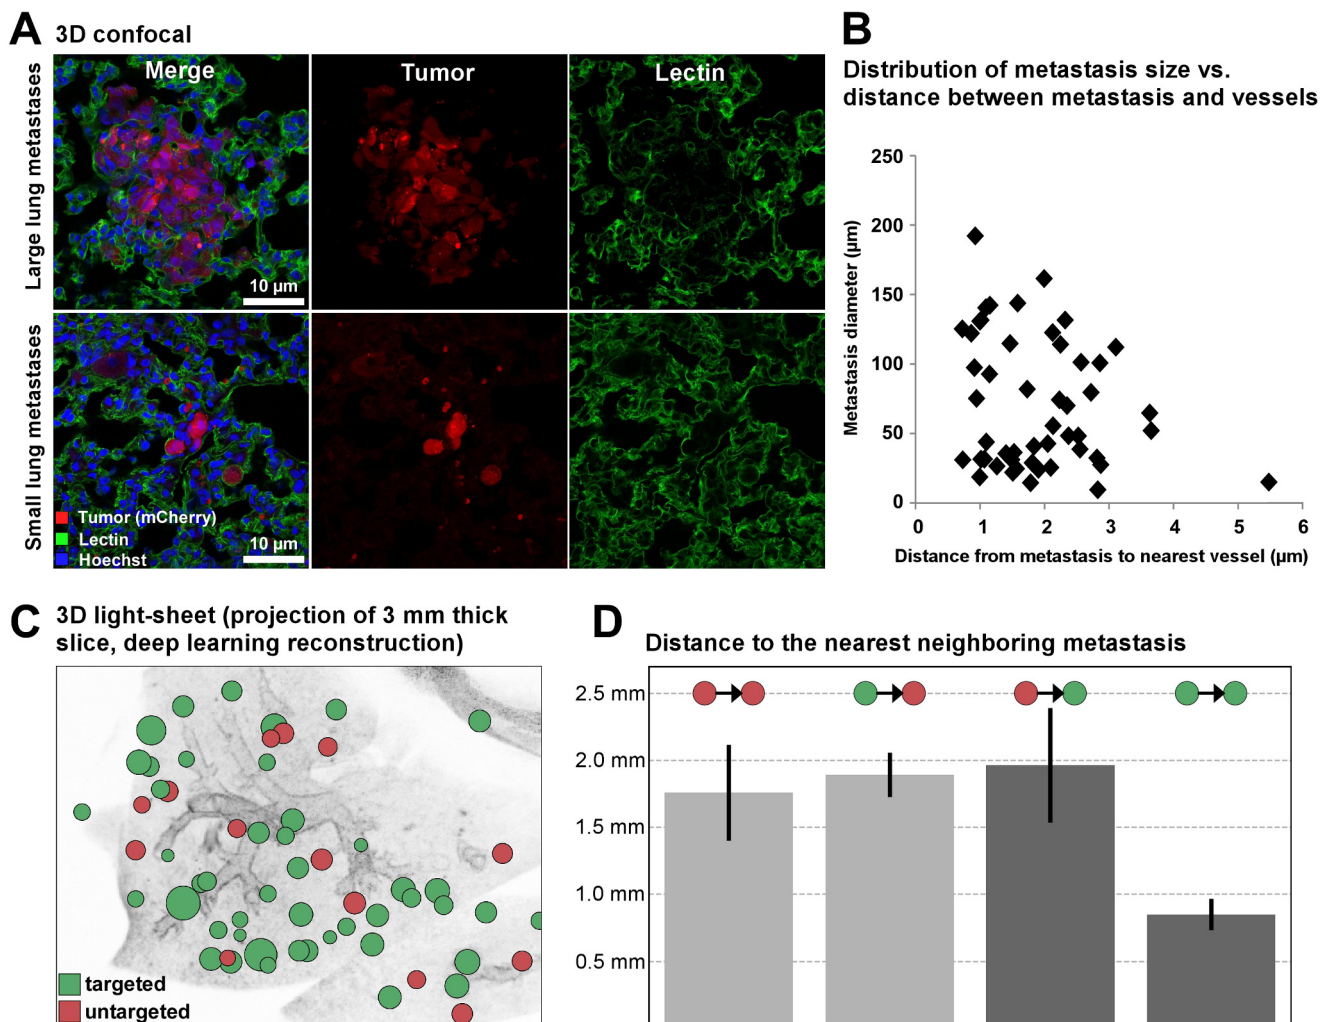 A
3D confocal
Large lung metastases
Merge
Tumor
Lectin
10 µm
Small lung metastases
Tumor (mCherry)
Lectin
Hoechst
10 µm
B
Distribution of metastasis size vs.
distance between metastasis and vessels
Metastasis diameter (µm)
250
200
150
100
50
0
0 1 2 3 4 5 6
Distance from metastasis to nearest vessel (µm)
C
3D light-sheet (projection of 3 mm thick
slice, deep learning reconstruction)
targeted
untargeted
D
Distance to the nearest neighboring metastasis
2.5 mm
2.0 mm
1.5 mm
1.0 mm
0.5 mm